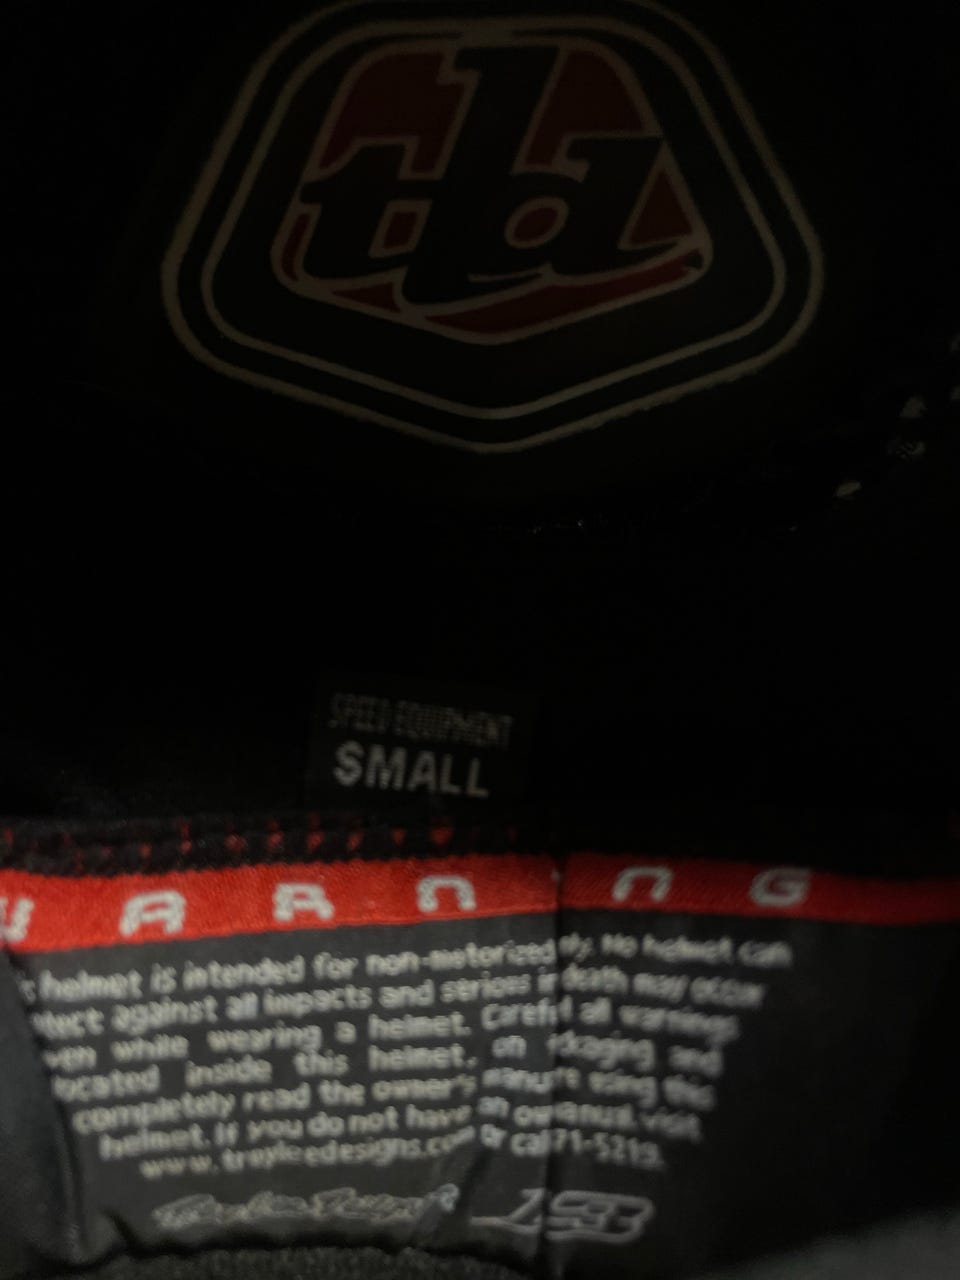 tld
SPEED EQUIPMENT
SMALL
WARNING
helmet is intended for non-motorized No helmet can
against all impacts and serious death may occur
while wearing a helmet. all warnings
located inside this helmet, on and
completely read the owner's using this
helmet. If you do not have an visit
www.troyleedesigns.com or call 71-5219.